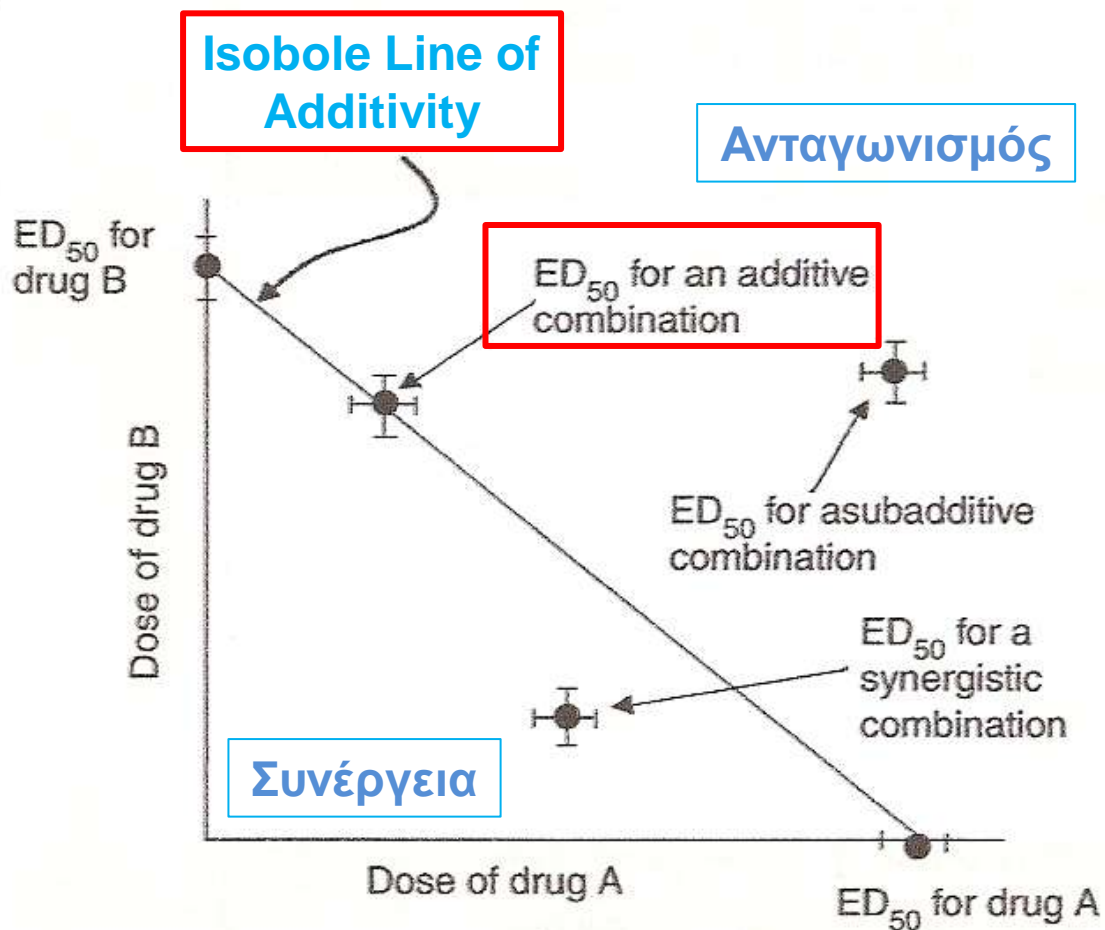 Isobole Line of
Additivity
Ανταγωνισμός
ED50 for
drug B
ED50 for an additive
combination
Dose of drug B
ED50 for asubadditive
combination
ED50 for a
synergistic
combination
Συνέργεια
Dose of drug A
ED50 for drug A